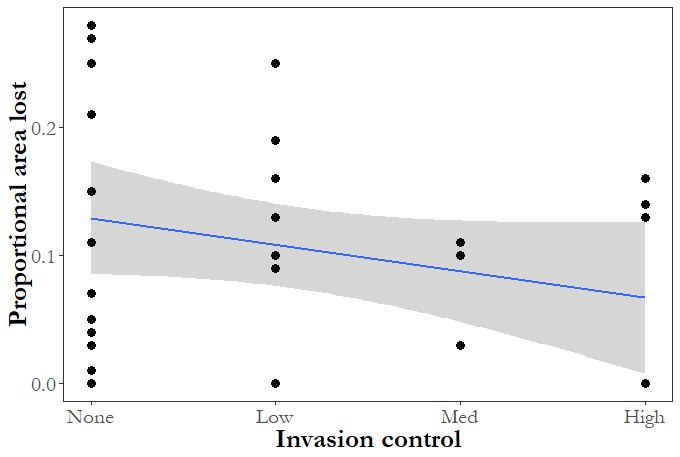 Proportional area lost
0.2
0.1
0.0
None Low Med High
Invasion control